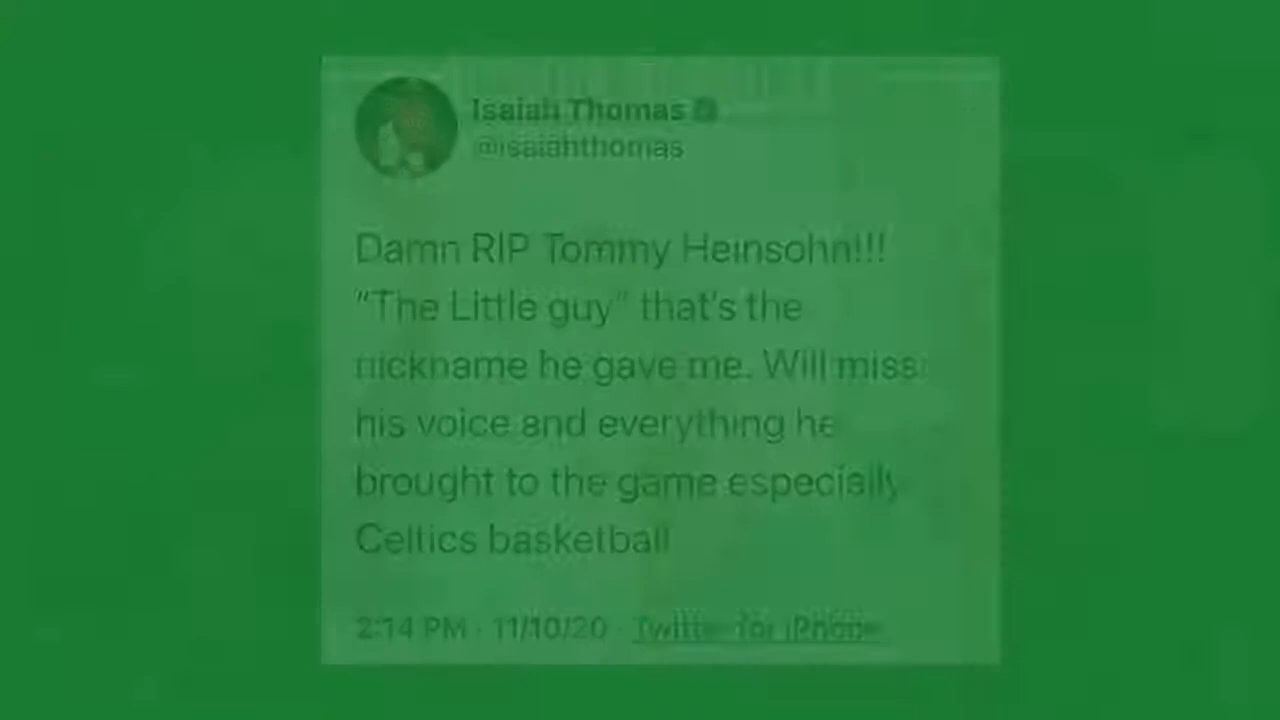 Isaiah Thomas
@isaiahthomas
Damn RIP Tommy Heinsohn!!!
“The Little guy” that’s the
nickname he gave me. Will miss
his voice and everything he
brought to the game especially
Celtics basketball
2:14 PM · 11/10/20 · Twitter for iPhone